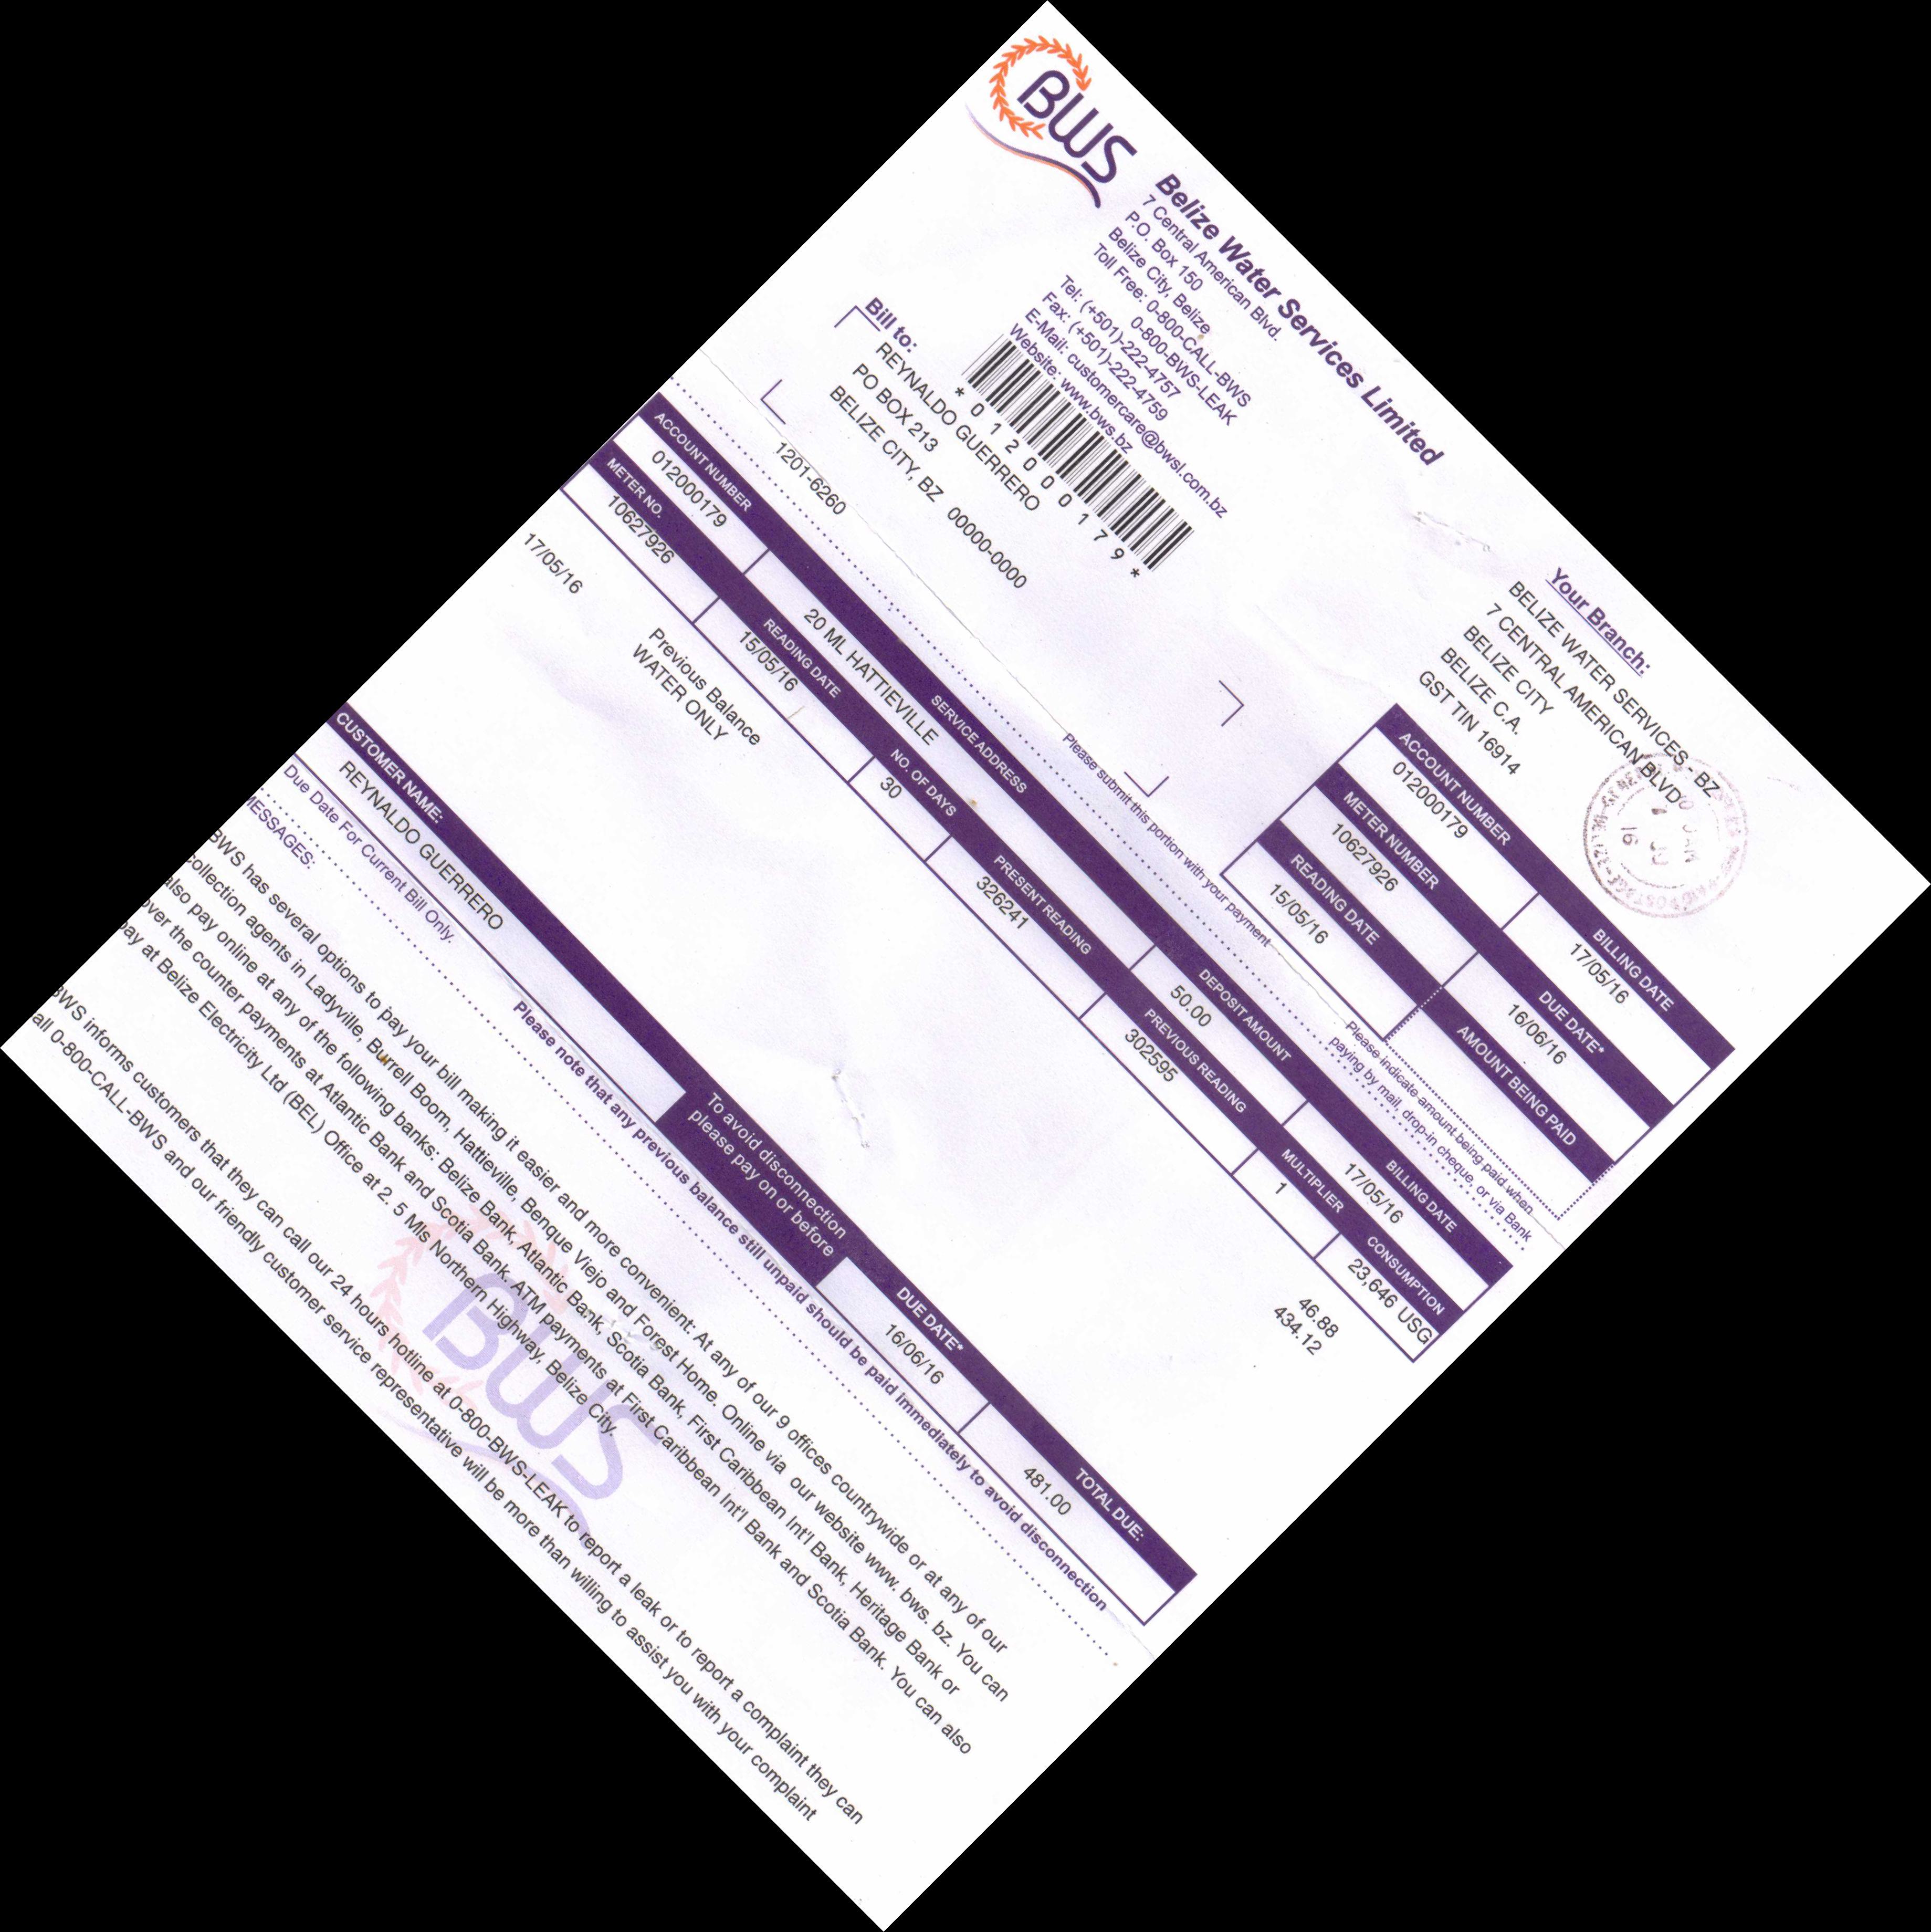 BWS
Belize Water Services Limited
7 Central American Blvd.
P.O. Box 150
Belize City, Belize
Toll Free: 0-800-CALL-BWS
0-800-BWS-LEAK
Tel: (+501)-222-4757
Fax: (+501)-222-4759
E-Mail: customercare@bwsl.com.bz
Website: www.bws.bz
*012000179*
Bill to:
REYNALDO GUERRERO
PO BOX 213
BELIZE CITY, BZ 00000-0000
1201-6260
Your Branch:
BELIZE WATER SERVICES - BZ
7 CENTRAL AMERICAN BLVD
BELIZE CITY
BELIZE C.A.
GST TIN 16914
ACCOUNT NUMBER BILLING DATE
012000179 17/05/16
METER NUMBER DUE DATE*
10627926 16/06/16
READING DATE AMOUNT BEING PAID
15/05/16
Please indicate amount being paid when
paying by mail, drop-in cheque, or via Bank
Please submit this portion with your payment
ACCOUNT NUMBER SERVICE ADDRESS DEPOSIT AMOUNT BILLING DATE
012000179 20 ML HATTIEVILLE 50.00 17/05/16
METER NO. READING DATE NO. OF DAYS PRESENT READING PREVIOUS READING MULTIPLIER CONSUMPTION
10627926 15/05/16 30 326241 302595 1 23,646 USG
17/05/16 Previous Balance 46.88
WATER ONLY 434.12
CUSTOMER NAME: To avoid disconnection please pay on or before DUE DATE* TOTAL DUE:
REYNALDO GUERRERO 16/06/16 481.00
Due Date For Current Bill Only. Please note that any previous balance still unpaid should be paid immediately to avoid disconnection
MESSAGES:
BWS has several options to pay your bill making it easier and more convenient: At any of our 9 offices countrywide or at any of our
collection agents in Ladyville, Burrell Boom, Hattieville, Benque Viejo and Forest Home. Online via our website www. bws. bz. You can
also pay online at any of the following banks: Belize Bank, Atlantic Bank, Scotia Bank, First Caribbean Int'l Bank, Heritage Bank or
over the counter payments at Atlantic Bank and Scotia Bank. ATM payments at First Caribbean Int'l Bank and Scotia Bank. You can also
pay at Belize Electricity Ltd (BEL) Office at 2. 5 Mls Northern Highway, Belize City.
BWS informs customers that they can call our 24 hours hotline at 0-800-BWS-LEAK to report a leak or to report a complaint they can
all 0-800-CALL-BWS and our friendly customer service representative will be more than willing to assist you with your complaint
BWS